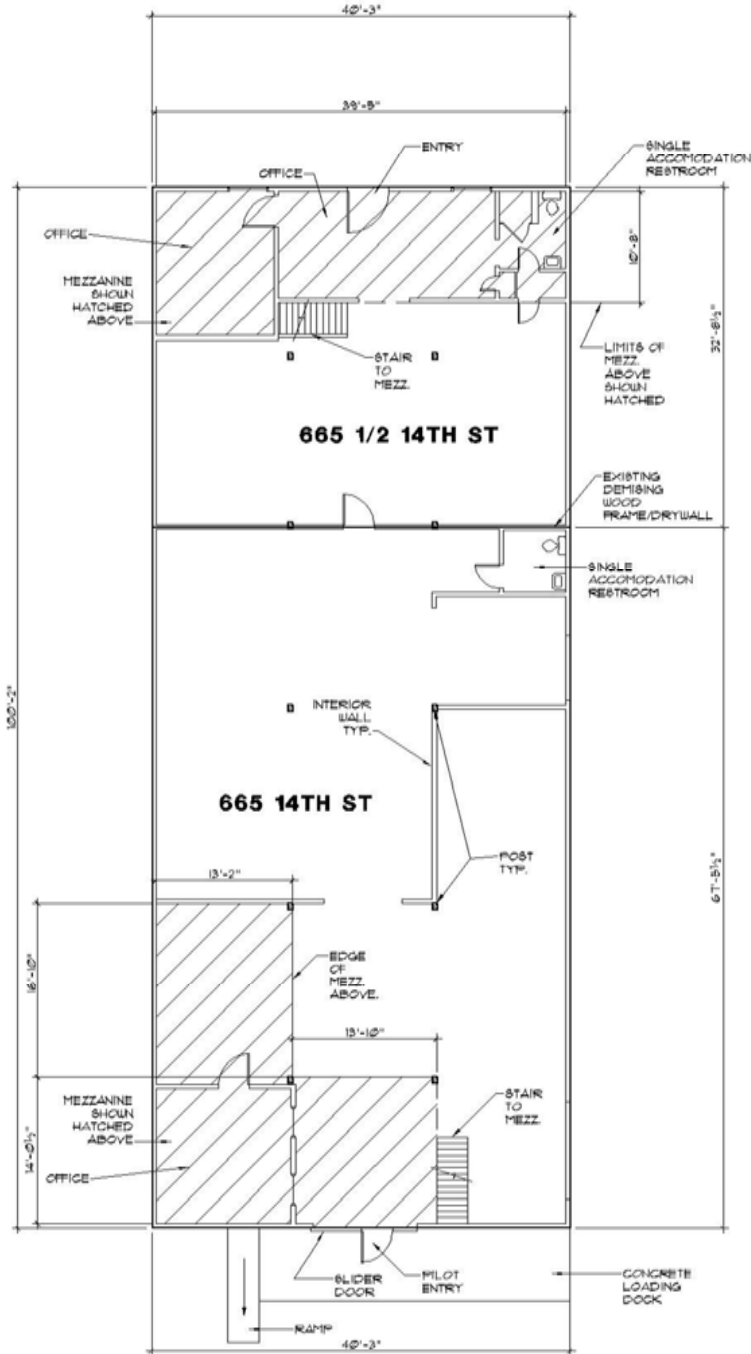 40'-3"
39'-5"
ENTRY
OFFICE
SINGLE
ACCOMODATION
RESTROOM
OFFICE
10'-8"
MEZZANINE
SHOWN
HATCHED
ABOVE
STAIR
TO
MEZZ.
LIMITS OF
MEZZ.
ABOVE
SHOWN
HATCHED
32'-8½"
665 1/2 14TH ST
EXISTING
DEMISING
WOOD
FRAME/DRYWALL
SINGLE
ACCOMODATION
RESTROOM
100'-2"
INTERIOR
WALL
TYP.
665 14TH ST
POST
TYP.
67'-5½"
13'-2"
16'-10"
EDGE
OF
MEZZ.
ABOVE.
13'-10"
MEZZANINE
SHOWN
HATCHED
ABOVE
STAIR
TO
MEZZ.
14'-0½"
OFFICE
SLIDER
DOOR
PILOT
ENTRY
CONCRETE
LOADING
DOCK
RAMP
40'-3"